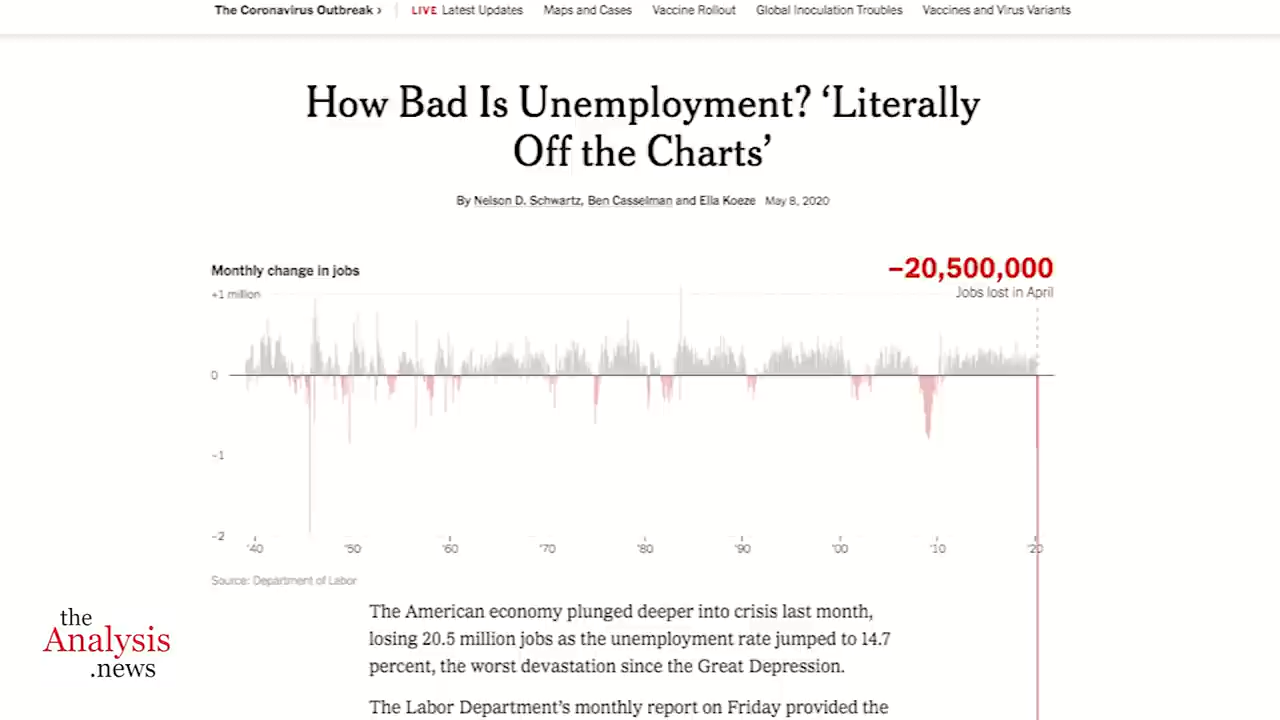 The Coronavirus Outbreak › LIVE Latest Updates Maps and Cases Vaccine Rollout Global Inoculation Troubles Vaccines and Virus Variants
How Bad Is Unemployment? ‘Literally
Off the Charts’
By Nelson D. Schwartz, Ben Casselman and Ella Koeze May 8, 2020
Monthly change in jobs
–20,500,000
+1 million
Jobs lost in April
0
–1
–2
'40 '50 '60 '70 '80 '90 '00 '10 '20
Source: Department of Labor
The American economy plunged deeper into crisis last month,
losing 20.5 million jobs as the unemployment rate jumped to 14.7
percent, the worst devastation since the Great Depression.
The Labor Department’s monthly report on Friday provided the
the
Analysis
.news